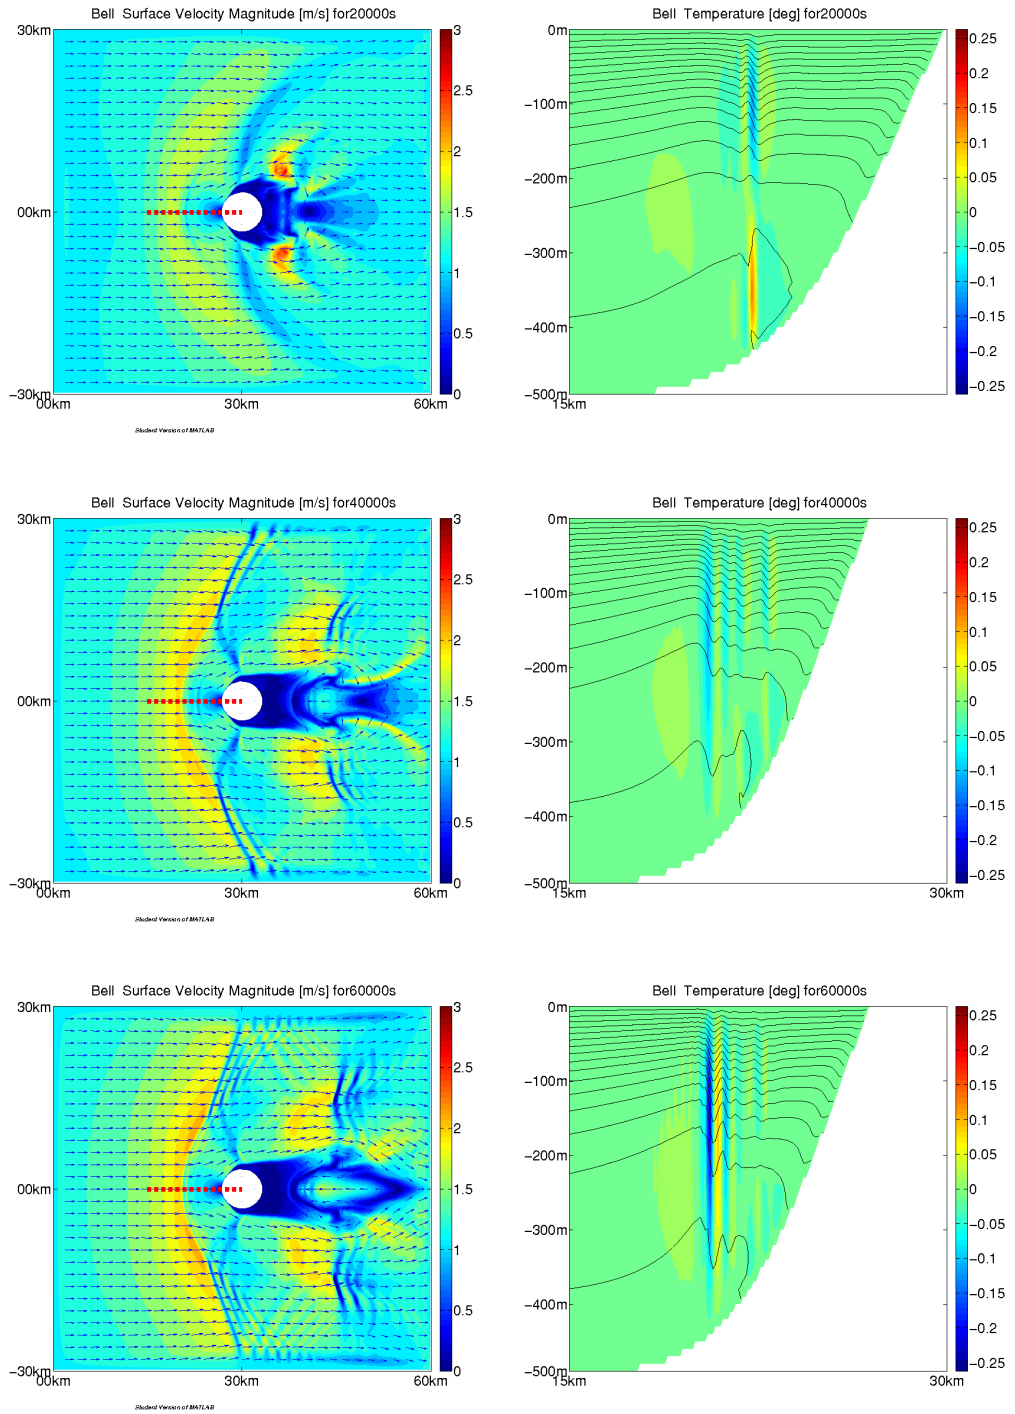 Bell Surface Velocity Magnitude [m/s] for20000s
30km
00km
−30km
00km
30km
60km
3
2.5
2
1.5
1
0.5
0
Student Version of MATLAB
Bell Temperature [deg] for20000s
0m
−100m
−200m
−300m
−400m
−500m
15km
30km
0.25
0.2
0.15
0.1
0.05
0
−0.05
−0.1
−0.15
−0.2
−0.25
Bell Surface Velocity Magnitude [m/s] for40000s
30km
00km
−30km
00km
30km
60km
3
2.5
2
1.5
1
0.5
0
Student Version of MATLAB
Bell Temperature [deg] for40000s
0m
−100m
−200m
−300m
−400m
−500m
15km
30km
0.25
0.2
0.15
0.1
0.05
0
−0.05
−0.1
−0.15
−0.2
−0.25
Bell Surface Velocity Magnitude [m/s] for60000s
30km
00km
−30km
00km
30km
60km
3
2.5
2
1.5
1
0.5
0
Student Version of MATLAB
Bell Temperature [deg] for60000s
0m
−100m
−200m
−300m
−400m
−500m
15km
30km
0.25
0.2
0.15
0.1
0.05
0
−0.05
−0.1
−0.15
−0.2
−0.25